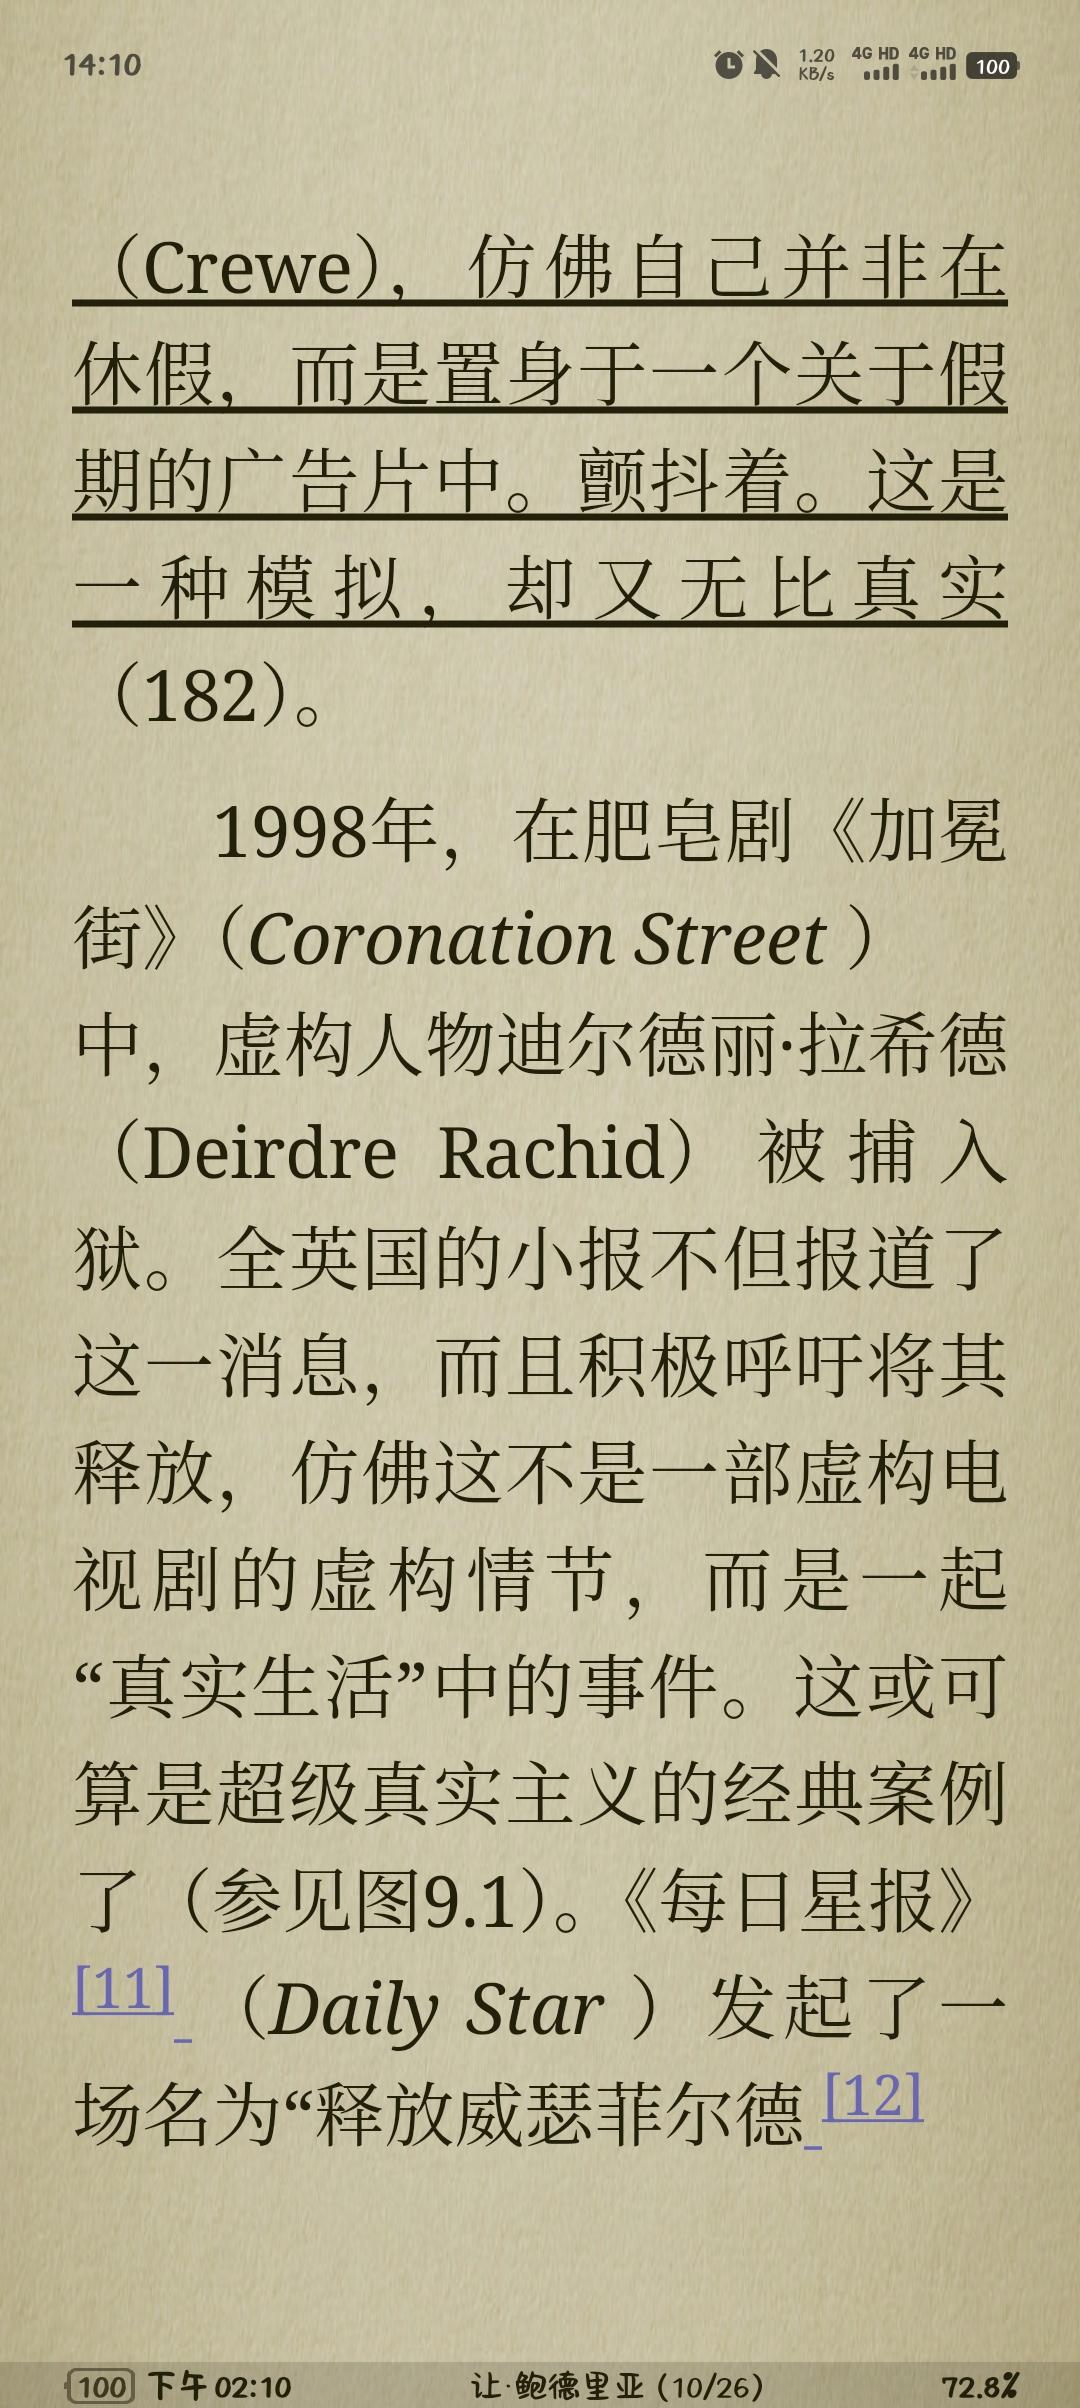 14:10
1.20 KB/s 4G HD 4G HD 100
（Crewe），仿佛自己并非在
休假，而是置身于一个关于假
期的广告片中。颤抖着。这是
一种模拟，却又无比真实
（182）。
1998年，在肥皂剧《加冕
街》（Coronation Street ）
中，虚构人物迪尔德丽·拉希德
（Deirdre Rachid）被捕入
狱。全英国的小报不但报道了
这一消息，而且积极呼吁将其
释放，仿佛这不是一部虚构电
视剧的虚构情节，而是一起
“真实生活”中的事件。这或可
算是超级真实主义的经典案例
了（参见图9.1）。《每日星报》
[11] （Daily Star ）发起了一
场名为“释放威瑟菲尔德 [12]
100 下午 02:10 让·鲍德里亚 (10/26) 72.8%